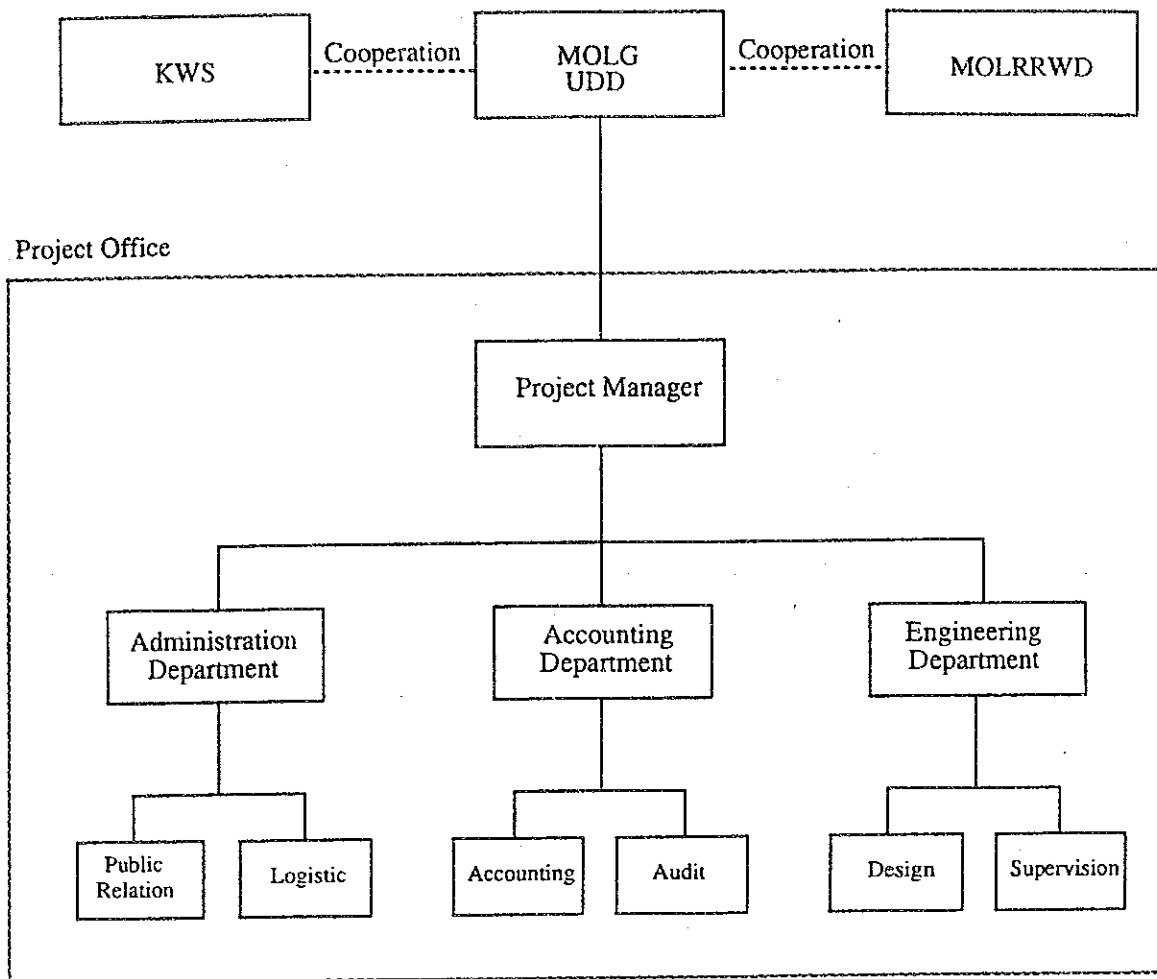 KWS
Cooperation
MOLG
UDD
Cooperation
MOLRRWD
Project Office
Project Manager
Administration
Department
Accounting
Department
Engineering
Department
Public
Relation
Logistic
Accounting
Audit
Design
Supervision